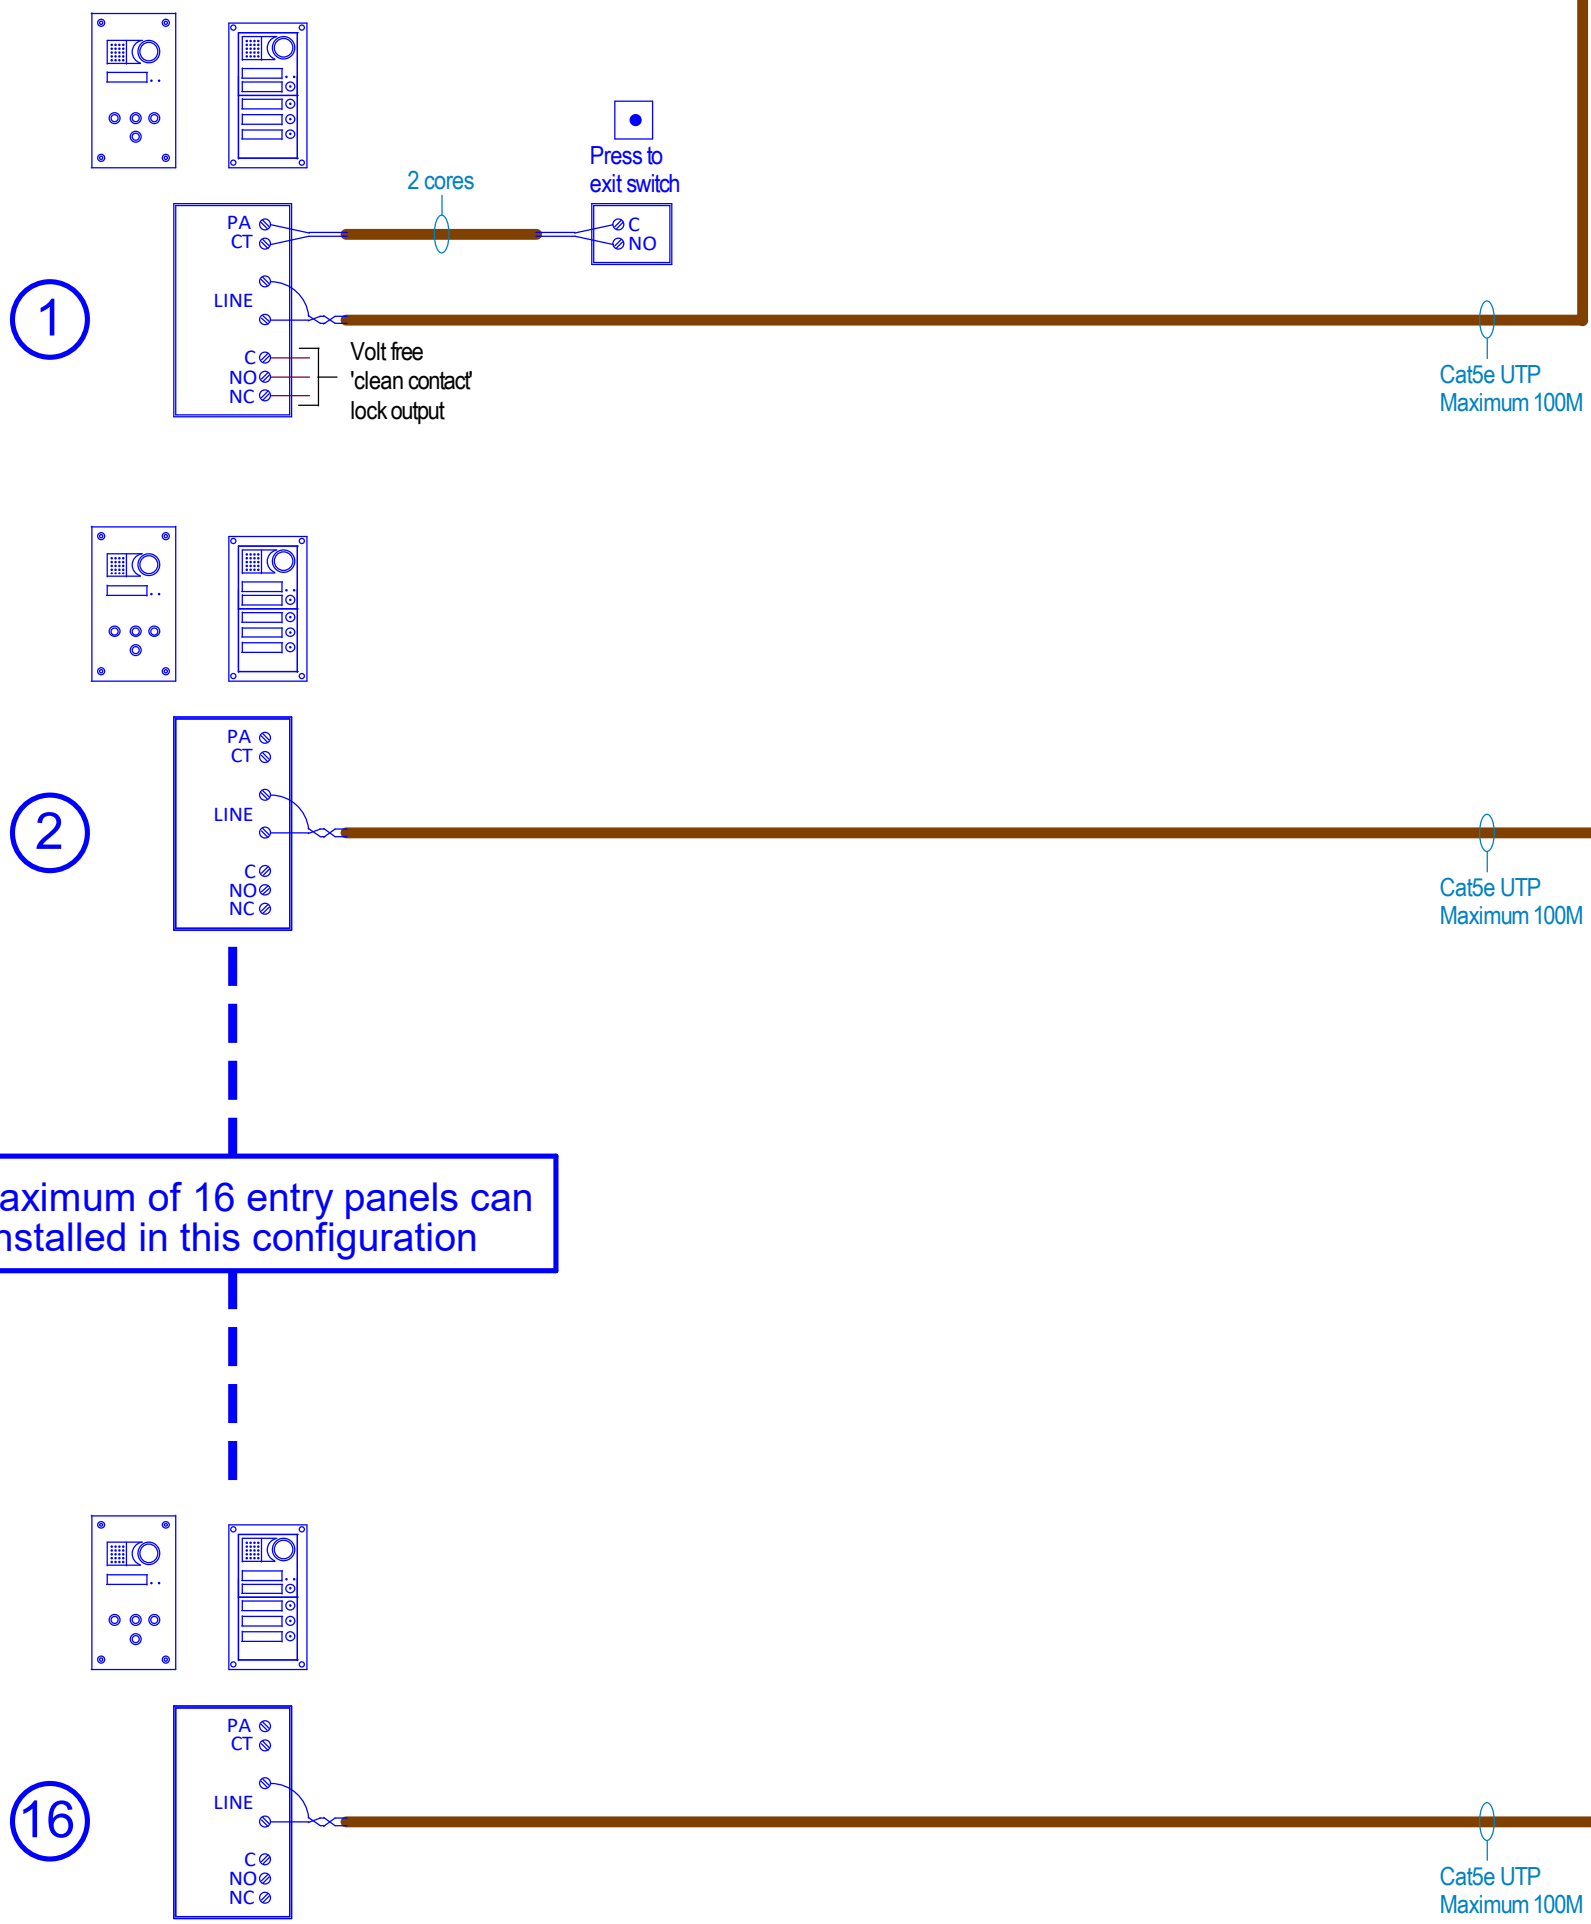 2 cores
Press to
exit switch
PA
CT
C
NO
1
LINE
C
NO
NC
Volt free
'clean contact'
lock output
Cat5e UTP
Maximum 100M
PA
CT
2
LINE
C
NO
NC
Cat5e UTP
Maximum 100M
aximum of 16 entry panels can
nstalled in this configuration
PA
CT
16
LINE
C
NO
NC
Cat5e UTP
Maximum 100M